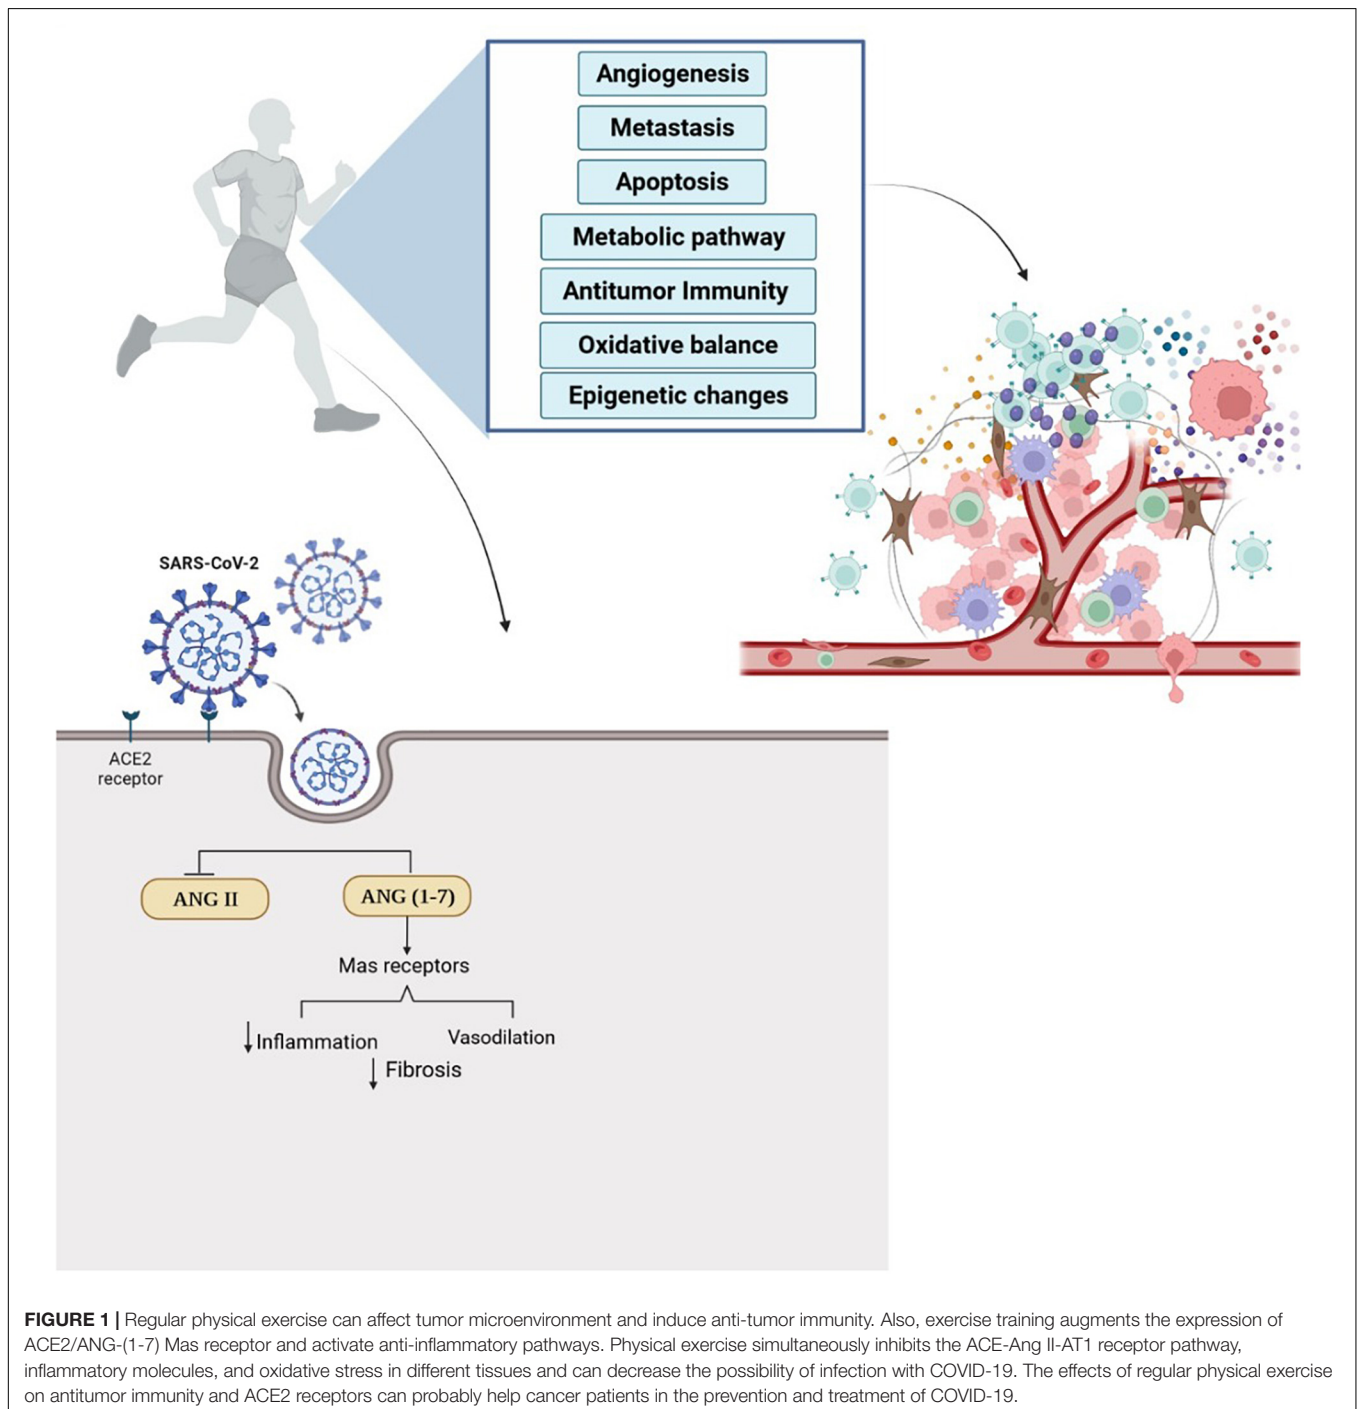 Angiogenesis
Metastasis
Apoptosis
Metabolic pathway
Antitumor Immunity
Oxidative balance
Epigenetic changes
SARS-CoV-2
ACE2
receptor
ANG II
ANG (1-7)
Mas receptors
Inflammation
Vasodilation
Fibrosis
FIGURE 1 | Regular physical exercise can affect tumor microenvironment and induce anti-tumor immunity. Also, exercise training augments the expression of
ACE2/ANG-(1-7) Mas receptor and activate anti-inflammatory pathways. Physical exercise simultaneously inhibits the ACE-Ang II-AT1 receptor pathway,
inflammatory molecules, and oxidative stress in different tissues and can decrease the possibility of infection with COVID-19. The effects of regular physical exercise
on antitumor immunity and ACE2 receptors can probably help cancer patients in the prevention and treatment of COVID-19.